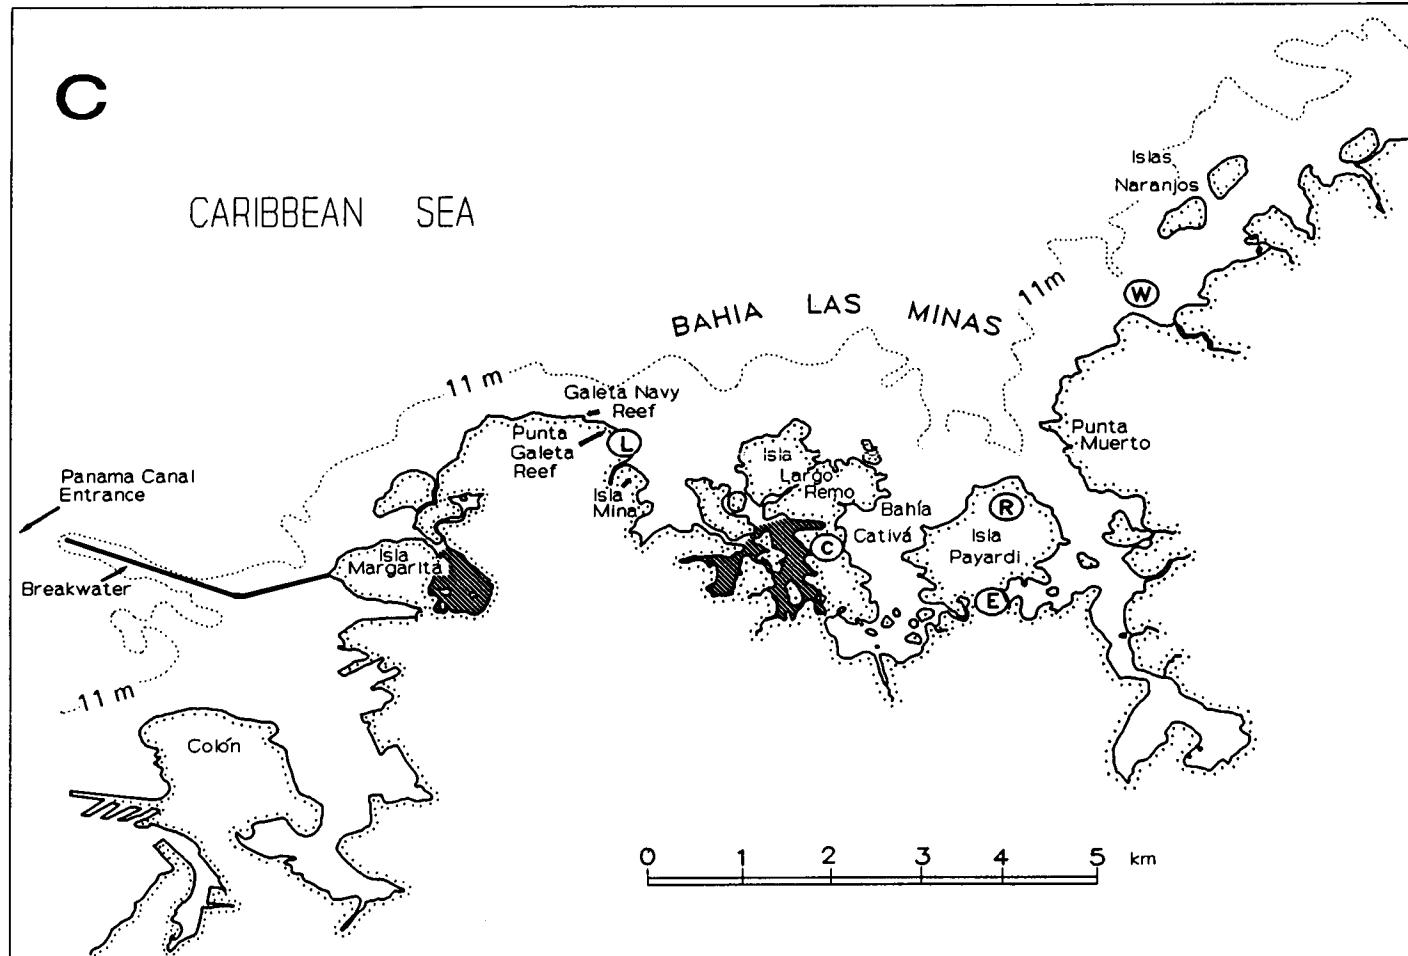 C
CARIBBEAN SEA
Islas
Naranjos
W
11 m
BAHIA LAS MINAS
11 m
Galeta Navy
Reef
Punta
Galeta
Reef
L
Isla
Mina
Isla
Largo
Remo
Bahía
Cativá
C
R
Isla
Payardi
E
Punta
Muerto
Panama Canal
Entrance
Breakwater
Isla
Margarita
11 m
Colón
0 1 2 3 4 5 km